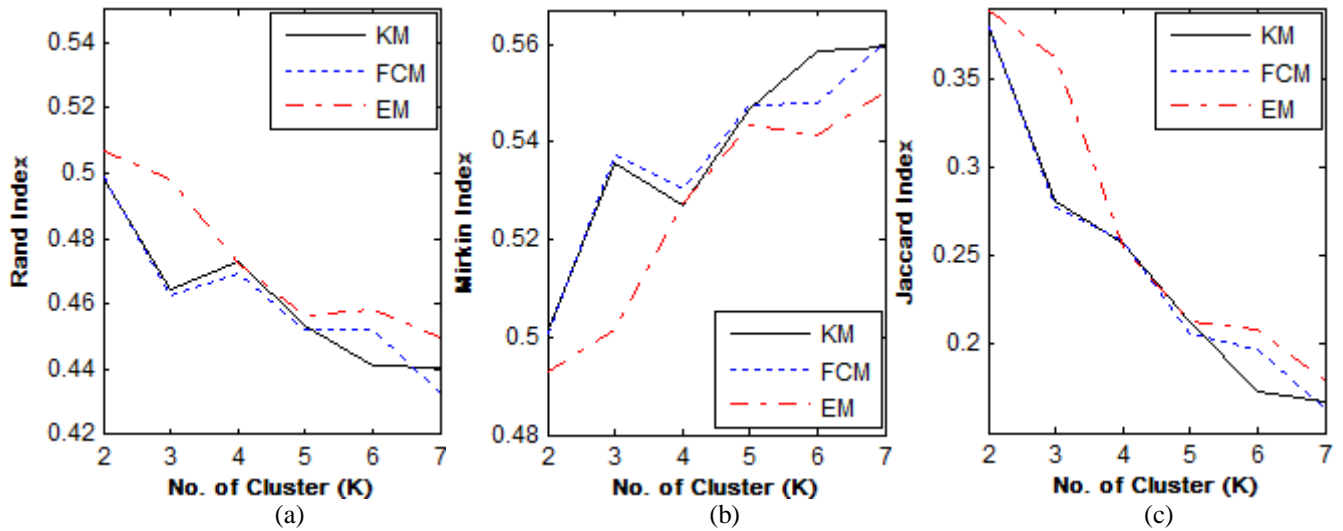 0.54
0.52
0.5
0.48
0.46
0.44
0.42
Rand Index
KM
FCM
EM
2 3 4 5 6 7
No. of Cluster (K)
(a)
0.56
0.54
0.52
0.5
0.48
Mirkin Index
KM
FCM
EM
2 3 4 5 6 7
No. of Cluster (K)
(b)
0.35
0.3
0.25
0.2
Jaccard Index
KM
FCM
EM
2 3 4 5 6 7
No. of Cluster (K)
(c)